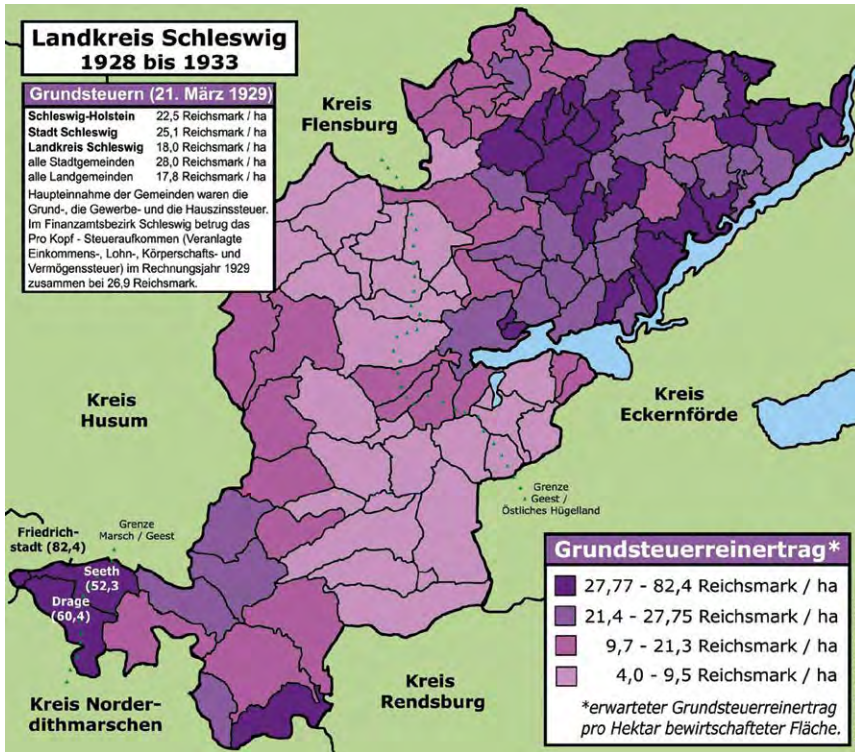 Landkreis Schleswig
1928 bis 1933
Grundsteuern (21. März 1929)
Schleswig-Holstein 22,5 Reichsmark / ha
Stadt Schleswig 25,1 Reichsmark / ha
Landkreis Schleswig 18,0 Reichsmark / ha
alle Stadtgemeinden 28,0 Reichsmark / ha
alle Landgemeinden 17,8 Reichsmark / ha
Haupteinnahme der Gemeinden waren die
Grund-, die Gewerbe- und die Hauszinssteuer.
Im Finanzamtsbezirk Schleswig betrug das
Pro Kopf - Steueraufkommen (Veranlagte
Einkommens-, Lohn-, Körperschafts- und
Vermögenssteuer) im Rechnungsjahr 1929
zusammen bei 26,9 Reichsmark.
Kreis
Flensburg
Kreis
Husum
Kreis
Eckernförde
Grenze
Geest /
Östliches Hügelland
Grenze
Marsch / Geest
Friedrich-
stadt (82,4)
Seeth
(52,3
Drage
(60,4)
Kreis Norder-
dithmarschen
Kreis
Rendsburg
Grundsteuerreinertrag*
27,77 - 82,4 Reichsmark / ha
21,4 - 27,75 Reichsmark / ha
9,7 - 21,3 Reichsmark / ha
4,0 - 9,5 Reichsmark / ha
*erwarteter Grundsteuerreinertrag
pro Hektar bewirtschafteter Fläche.